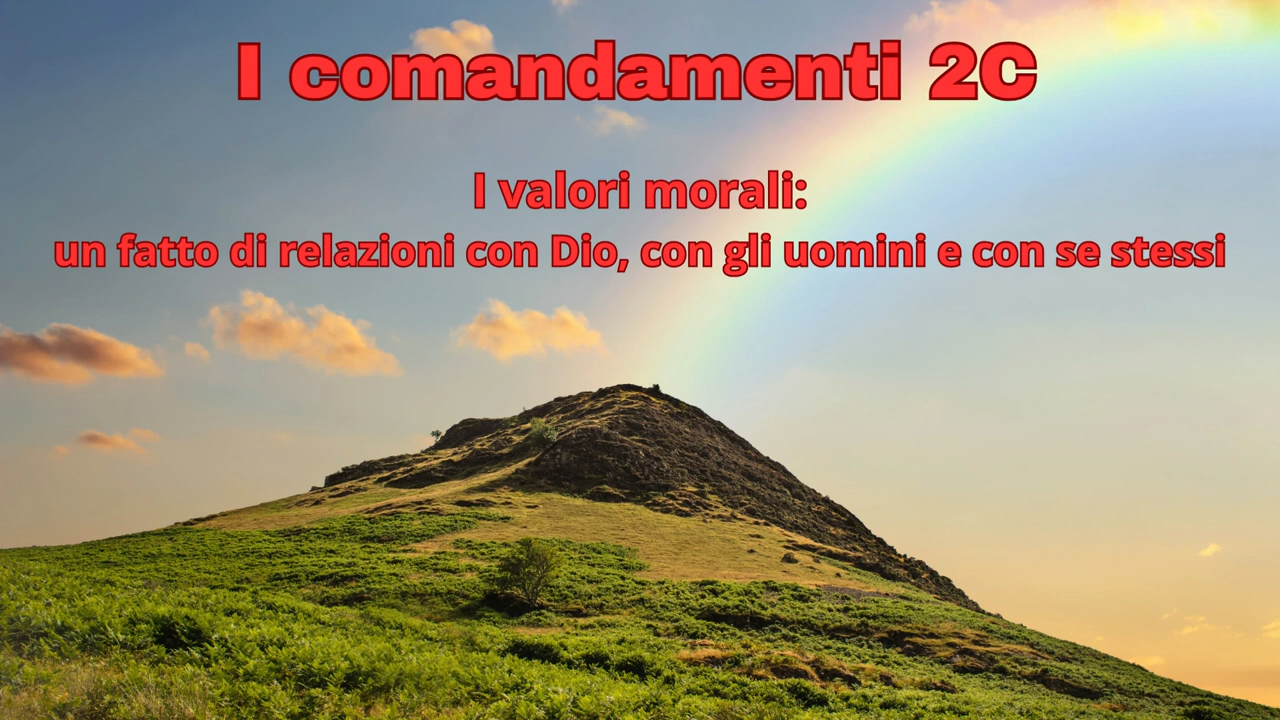 I comandamenti 2C
I valori morali:
un fatto di relazioni con Dio, con gli uomini e con se stessi